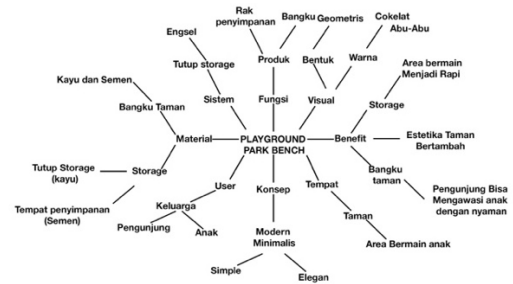 Rak
penyimpanan
Bangku
Geometris
Cokelat
Abu-Abu
Engsel
Produk
Bentuk
Warna
Tutup storage
Area bermain
Menjadi Rapi
Kayu dan Semen
Sistem
Fungsi
Visual
Storage
Bangku Taman
Material
PLAYGROUND
PARK BENCH
Benefit
Estetika Taman
Bertambah
Tutup Storage
(kayu)
Storage
Bangku
taman
User
Konsep
Tempat
Pengunjung Bisa
Mengawasi anak
dengan nyaman
Tempat penyimpanan
(Semen)
Keluarga
Taman
Pengunjung
Anak
Modern
Minimalis
Area Bermain anak
Simple
Elegan